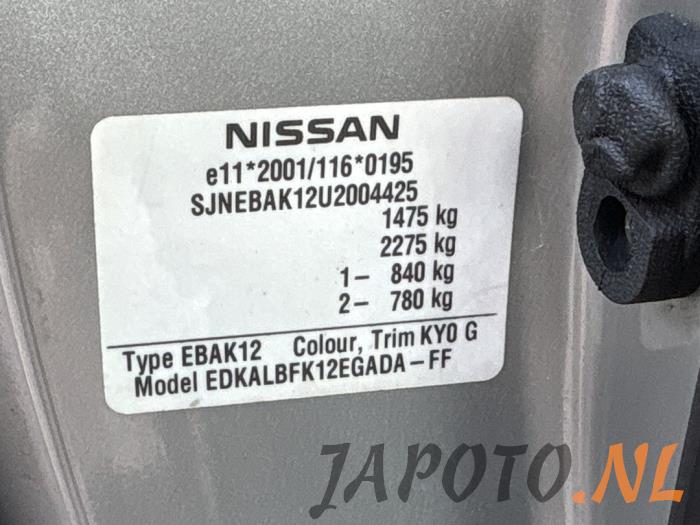 NISSAN
e11*2001/116*0195
SJNEBAK12U2004425
1475 kg
2275 kg
1- 840 kg
2- 780 kg
Type EBAK12 Colour, Trim KY0 G
Model EDKALBFK12EGADA-FF
JAPOTO.NL